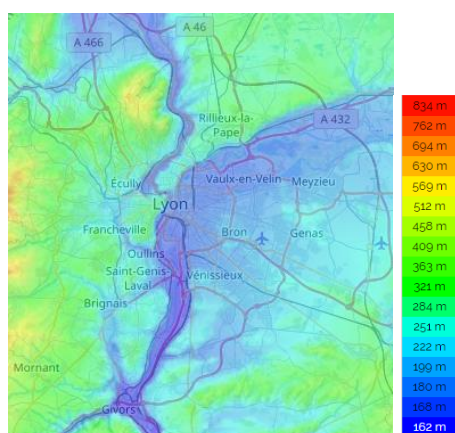 A 46
A 466
Rillieux-la-
Pape
A 432
Écully
Vaulx-en-Velin
Meyzieu
Lyon
Francheville
Bron
Genas
Oullins
Saint-Genis
Laval
Vénissieux
Brignais
Mornant
Givors
834 m
762 m
694 m
630 m
569 m
512 m
458 m
409 m
363 m
321 m
284 m
251 m
222 m
199 m
180 m
168 m
162 m